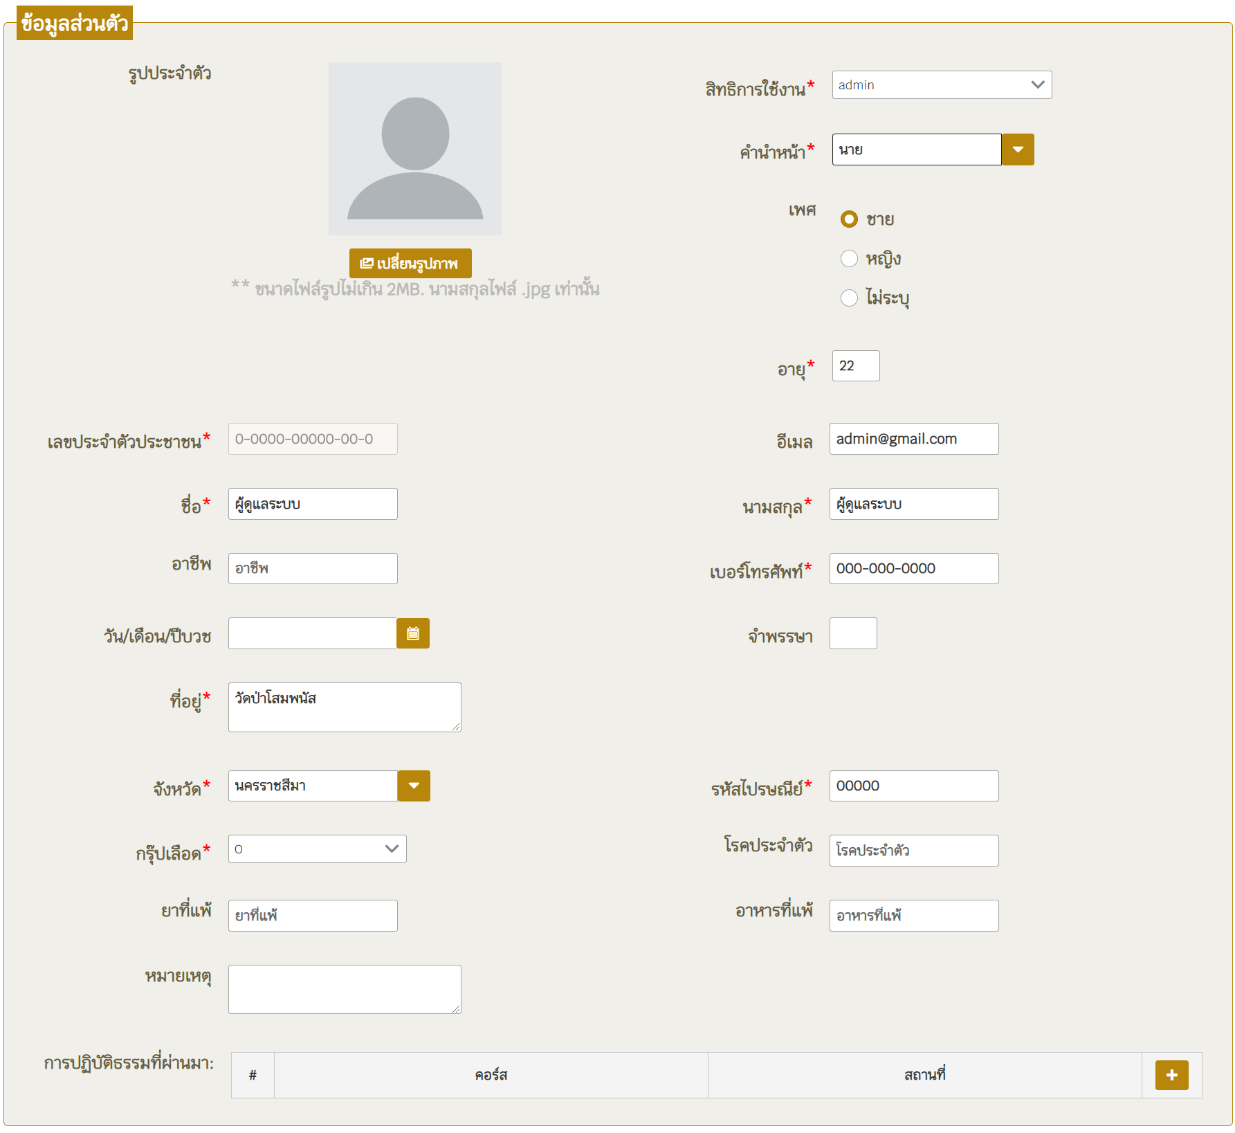 ข้อมูลส่วนตัว
รูปประจำตัว
สิทธิการใช้งาน* admin
คำนำหน้า* นาย
เพศ
ชาย
หญิง
ไม่ระบุ
เปลี่ยนรูปภาพ
** ขนาดไฟล์รูปไม่เกิน 2MB. นามสกุลไฟล์ .jpg เท่านั้น
อายุ* 22
เลขประจำตัวประชาชน* 0-0000-00000-00-0
อีเมล admin@gmail.com
ชื่อ* ผู้ดูแลระบบ
นามสกุล* ผู้ดูแลระบบ
อาชีพ อาชีพ
เบอร์โทรศัพท์* 000-000-0000
วัน/เดือน/ปีบวช
จำพรรษา
ที่อยู่* วัดป่าโสมพนัส
จังหวัด* นครราชสีมา
รหัสไปรษณีย์* 00000
กรุ๊ปเลือด* O
โรคประจำตัว โรคประจำตัว
ยาที่แพ้ ยาที่แพ้
อาหารที่แพ้ อาหารที่แพ้
หมายเหตุ
การปฏิบัติธรรมที่ผ่านมา:
# คอร์ส สถานที่ +